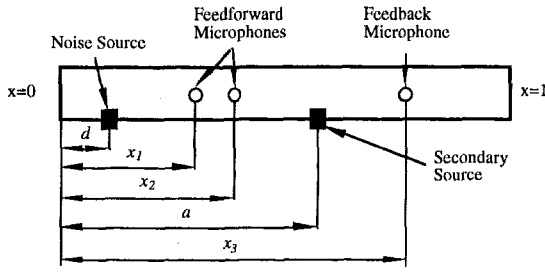 Feedforward
Microphones
Feedback
Microphone
Noise Source
x=0
x=1
d
x1
x2
a
x3
Secondary
Source